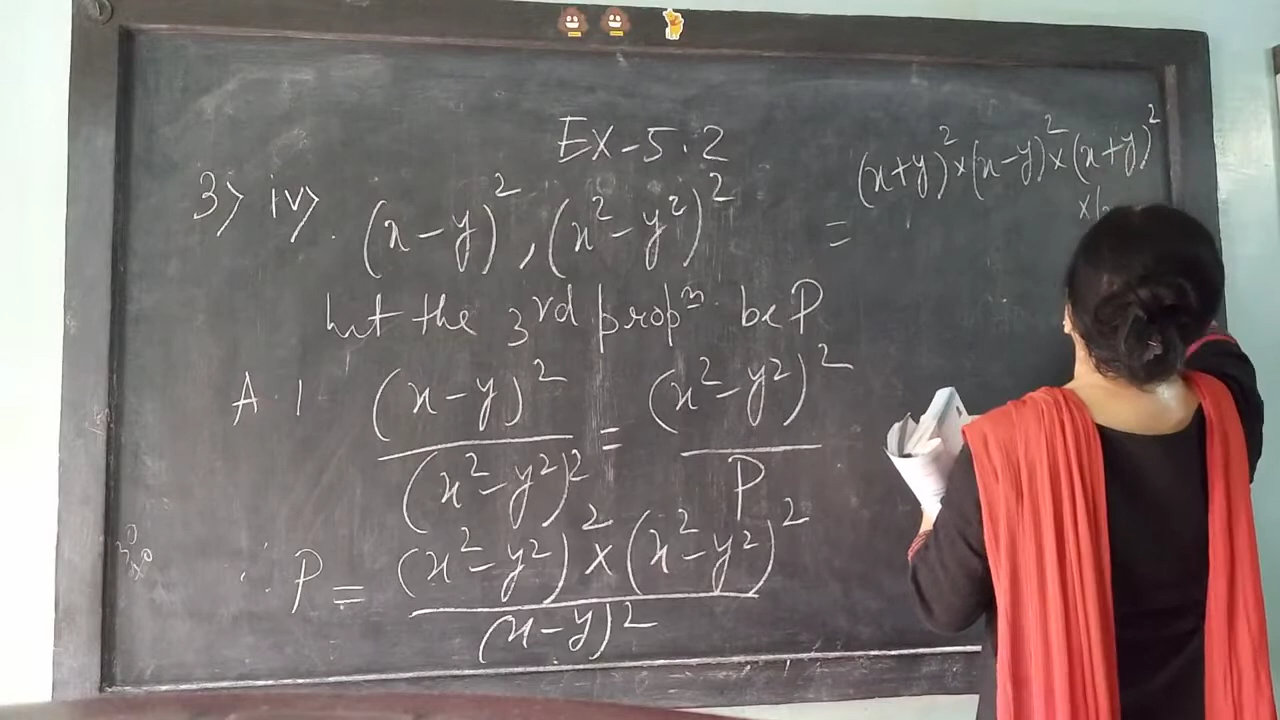 EX-5.2
3> iv>. (x-y)², (x²-y²)²
Let the 3rd propⁿ. be P
A.T (x-y)² / (x²-y²)² = (x²-y²)² / P
∴ P = (x²-y²)² × (x²-y²)² / (x-y)²
= (x+y)² × (x-y)² × (x+y)²
×(